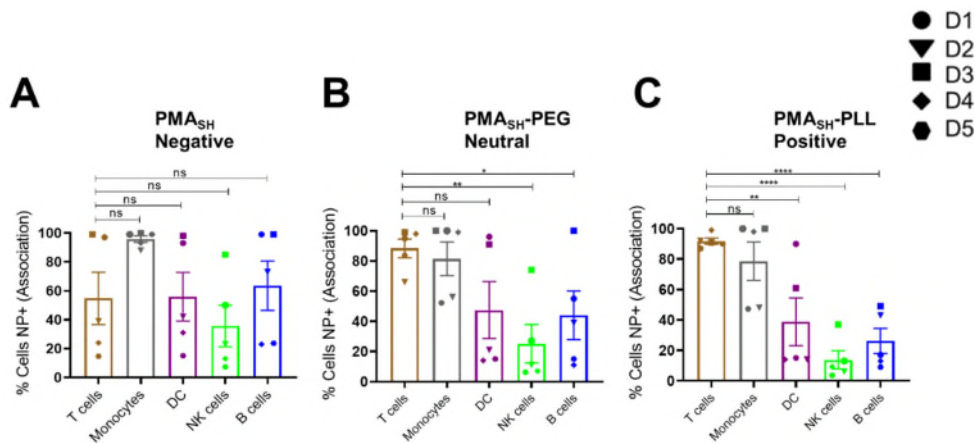 D1
D2
D3
D4
D5
A
PMA_SH
Negative
ns
ns
ns
ns
% Cells NP+ (Association)
100
80
60
40
20
0
T cells
Monocytes
DC
NK cells
B cells
B
PMA_SH-PEG
Neutral
*
**
ns
ns
% Cells NP+ (Association)
100
80
60
40
20
0
T cells
Monocytes
DC
NK cells
B cells
C
PMA_SH-PLL
Positive
****
****
**
ns
% Cells NP+ (Association)
100
80
60
40
20
0
T cells
Monocytes
DC
NK cells
B cells